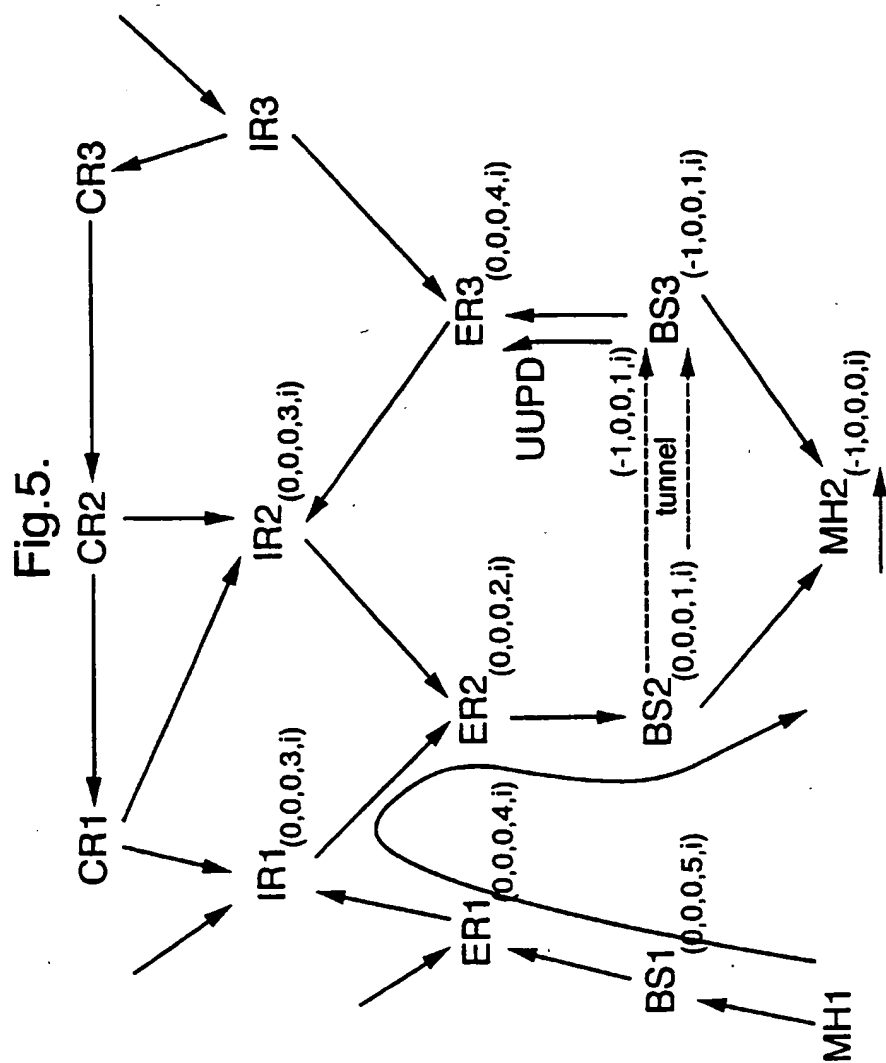 Fig.5.
CR1
CR2
CR3
IR1(0,0,0,3,i)
IR2(0,0,0,3,i)
IR3
ER1(0,0,0,4,i)
ER2(0,0,0,2,i)
ER3(0,0,0,4,i)
UUPD
(-1,0,0,1,i)
BS1(0,0,0,5,i)
BS2(0,0,0,1,i)
tunnel
BS3(-1,0,0,1,i)
MH1
MH2(-1,0,0,0,i)